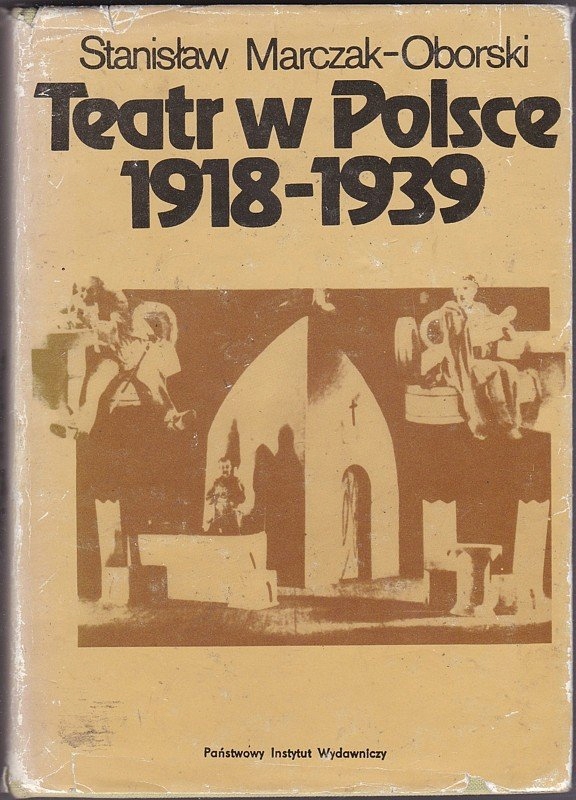 Stanisław Marczak-Oborski
Teatr w Polsce
1918-1939
Państwowy Instytut Wydawniczy